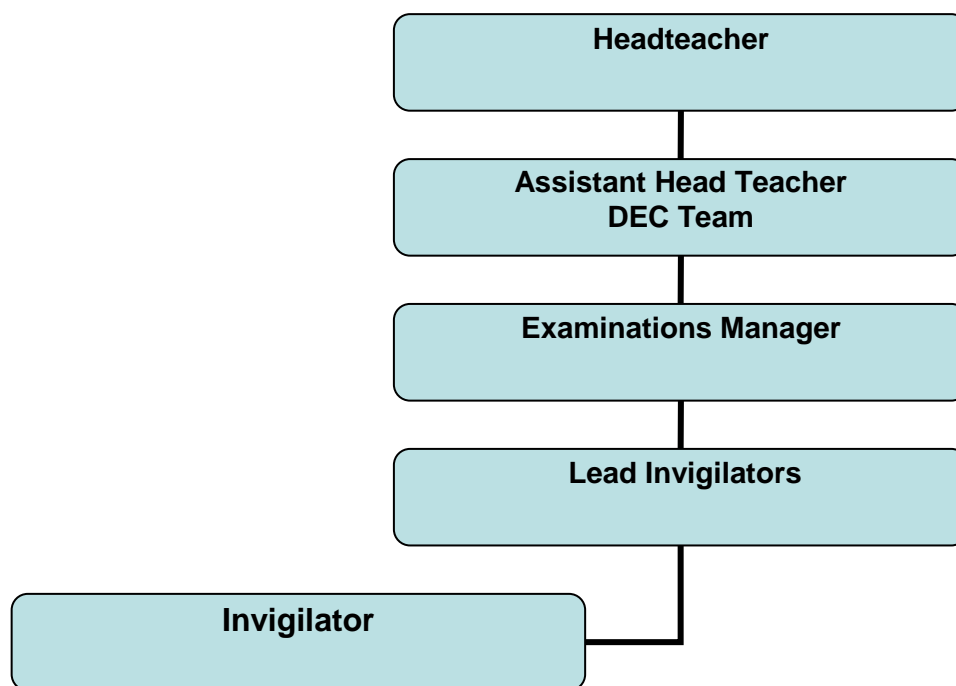 Headteacher
Assistant Head Teacher
DEC Team
Examinations Manager
Lead Invigilators
Invigilator